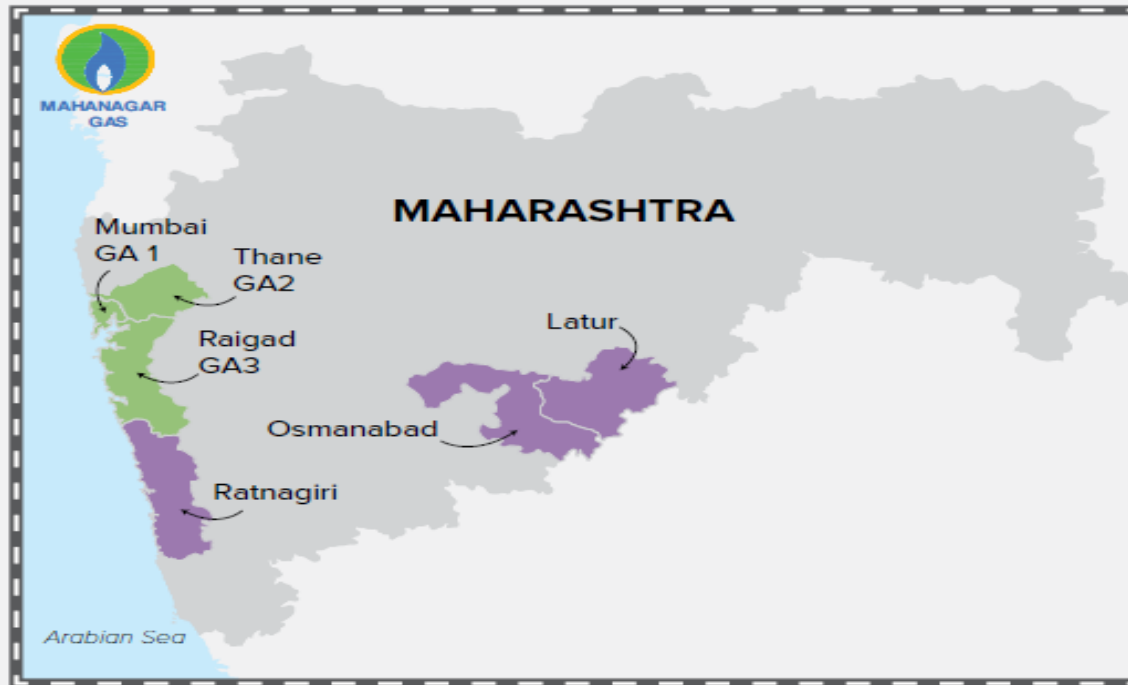 MAHANAGAR
GAS
MAHARASHTRA
Mumbai
GA 1
Thane
GA2
Raigad
GA3
Latur
Osmanabad
Ratnagiri
Arabian Sea